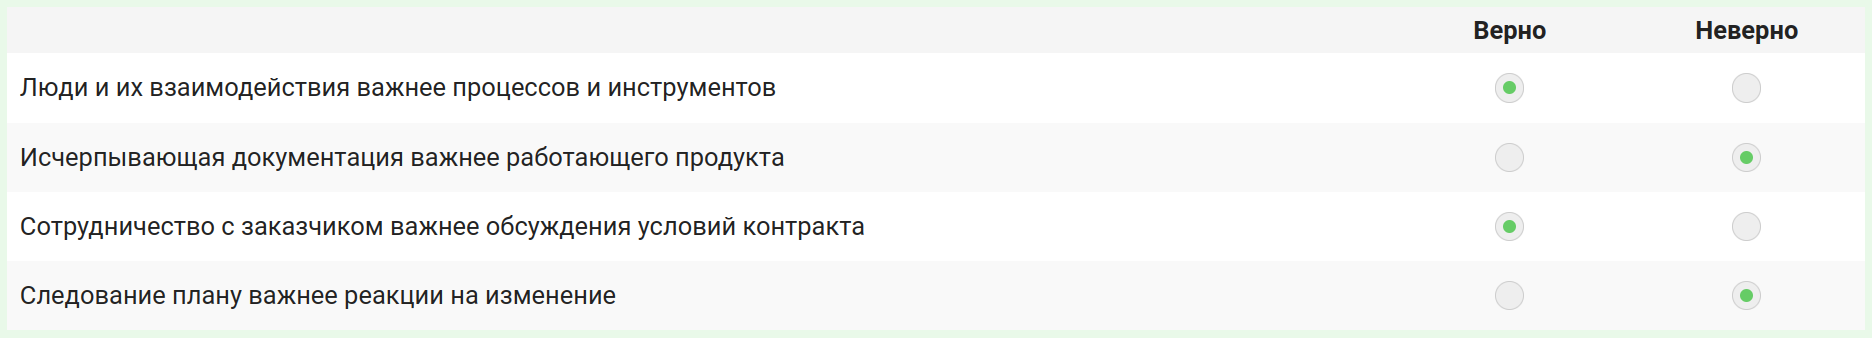 Верно Неверно
Люди и их взаимодействия важнее процессов и инструментов
Исчерпывающая документация важнее работающего продукта
Сотрудничество с заказчиком важнее обсуждения условий контракта
Следование плану важнее реакции на изменение